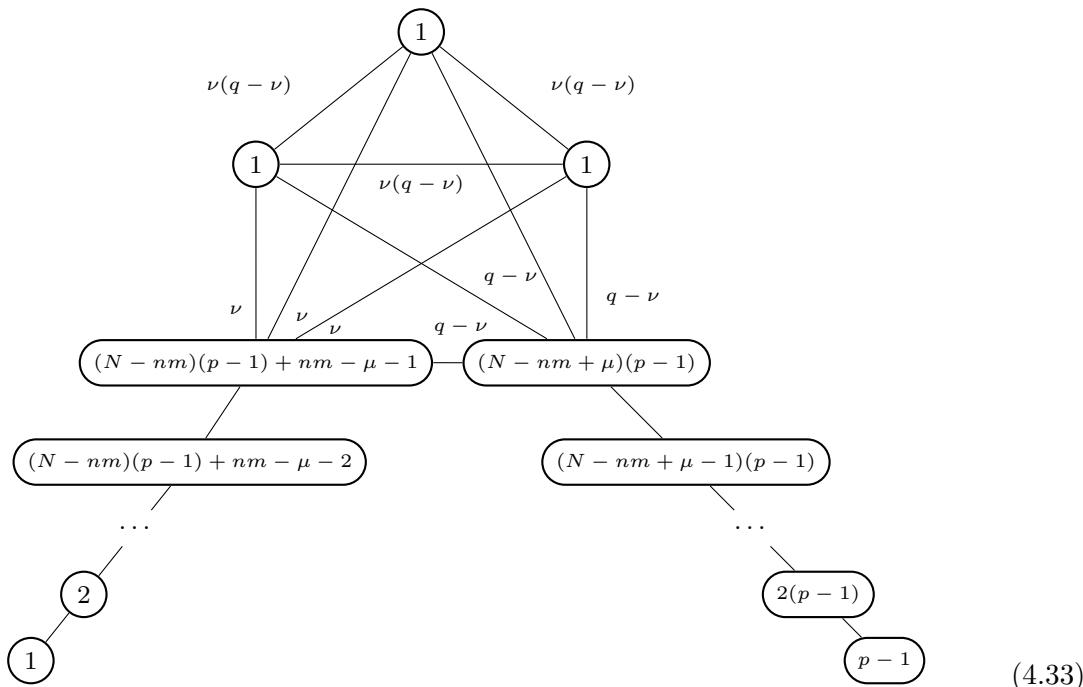 1
ν(q − ν) ν(q − ν)
1 1
ν(q − ν)
q − ν
ν q − ν
ν
ν q − ν
(N − nm)(p − 1) + nm − μ − 1 (N − nm + μ)(p − 1)
(N − nm)(p − 1) + nm − μ − 2 (N − nm + μ − 1)(p − 1)
... ...
2 2(p − 1)
1 p − 1 (4.33)